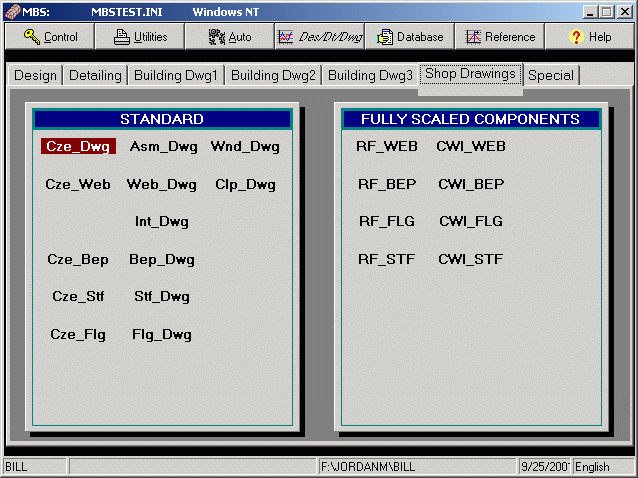 MBS: MBSTEST.INI Windows NT
Control Utilities Auto Des/Dt/Dwg Database Reference Help
Design Detailing Building Dwg1 Building Dwg2 Building Dwg3 Shop Drawings Special
STANDARD
Cze_Dwg Asm_Dwg Wnd_Dwg
Cze_Web Web_Dwg Clp_Dwg
Int_Dwg
Cze_Bep Bep_Dwg
Cze_Stf Stf_Dwg
Cze_Flg Flg_Dwg
FULLY SCALED COMPONENTS
RF_WEB CWI_WEB
RF_BEP CWI_BEP
RF_FLG CWI_FLG
RF_STF CWI_STF
BILL F:\JORDANM\BILL 9/25/200 English